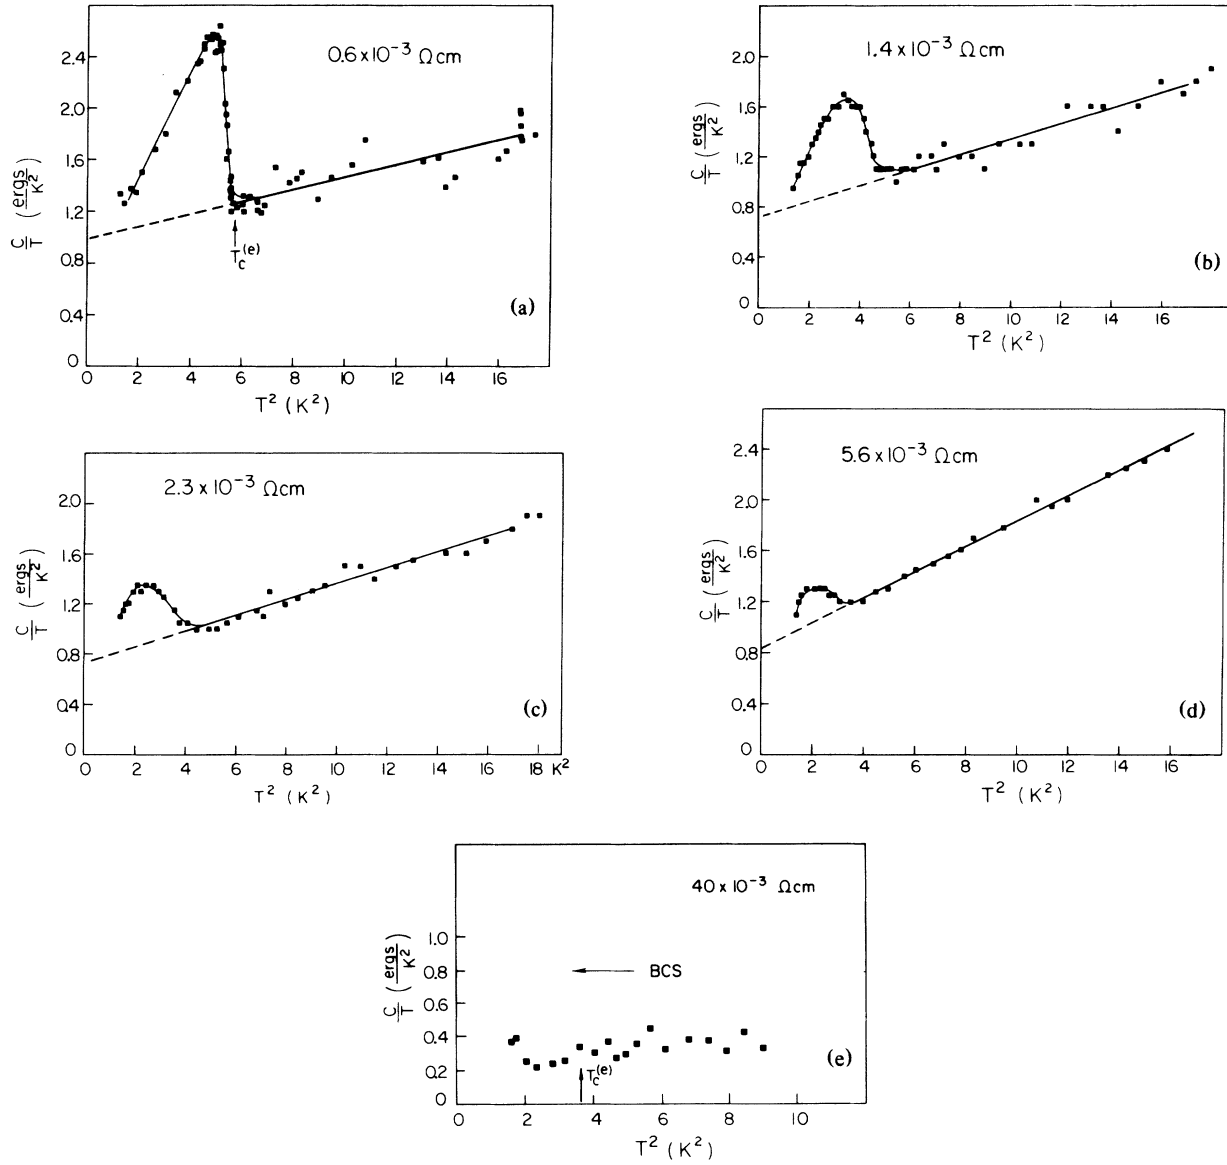 0.6 x 10⁻³ Ω cm
2.4
2.0
1.6
1.2
0.8
0.4
0
C/T (ergs/K²)
T_c^(e)
(a)
0 2 4 6 8 10 12 14 16
T² (K²)
1.4 x 10⁻³ Ω cm
2.4
2.0
1.6
1.2
0.8
0.4
0
C/T (ergs/K²)
(b)
0 2 4 6 8 10 12 14 16
T² (K²)
2.3 x 10⁻³ Ω cm
2.0
1.6
1.2
0.8
0.4
0
C/T (ergs/K²)
(c)
0 2 4 6 8 10 12 14 16 18 K²
T² (K²)
5.6 x 10⁻³ Ω cm
2.4
2.0
1.6
1.2
0.8
0.4
0
C/T (ergs/K²)
(d)
0 2 4 6 8 10 12 14 16
T² (K²)
40 x 10⁻³ Ω cm
1.0
0.8
0.6
0.4
0.2
0
C/T (ergs/K²)
BCS
T_c^(e)
(e)
0 2 4 6 8 10
T² (K²)